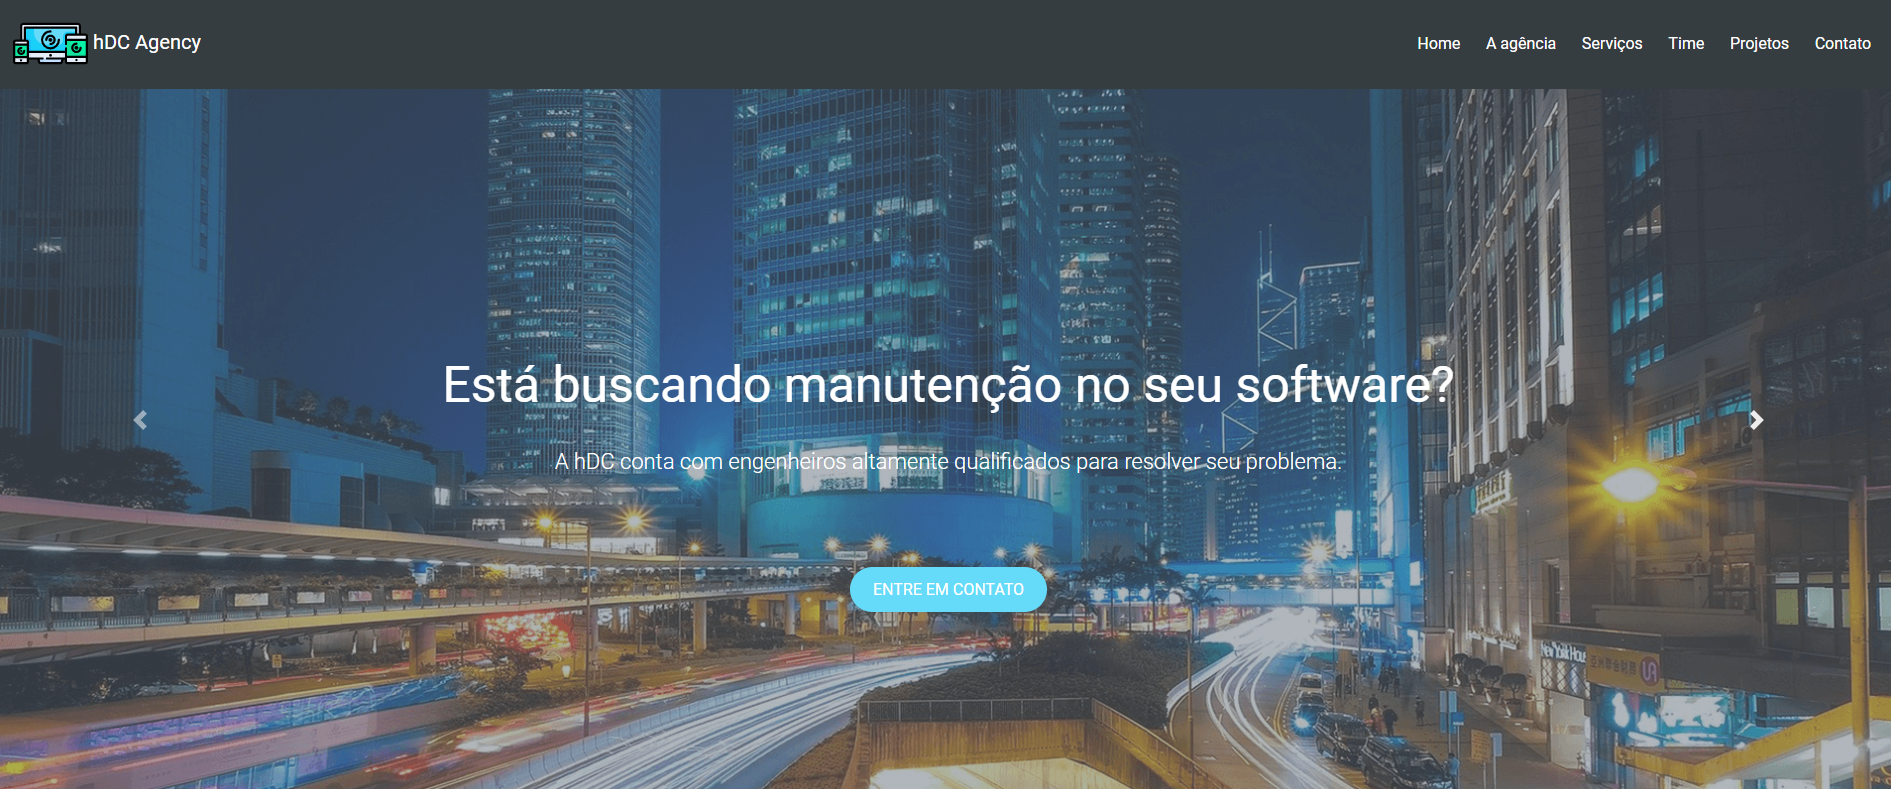 hDC Agency
Home A agência Serviços Time Projetos Contato
Está buscando manutenção no seu software?
A hDC conta com engenheiros altamente qualificados para resolver seu problema.
ENTRE EM CONTATO